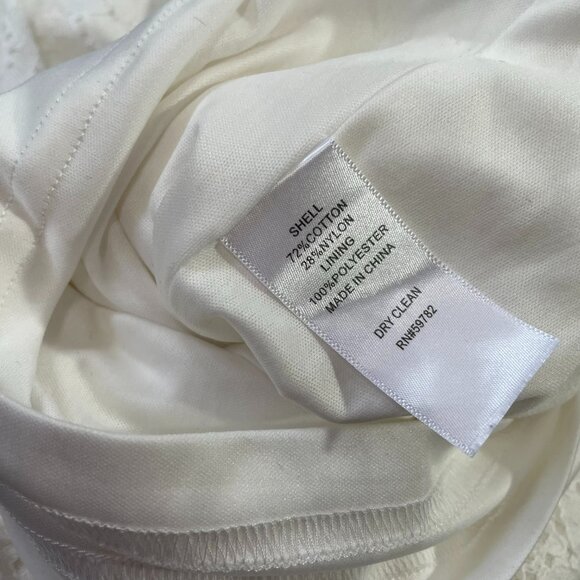 SHELL
72%COTTON
28%NYLON
LINING
100%POLYESTER
MADE IN CHINA
DRY CLEAN
RN#59782